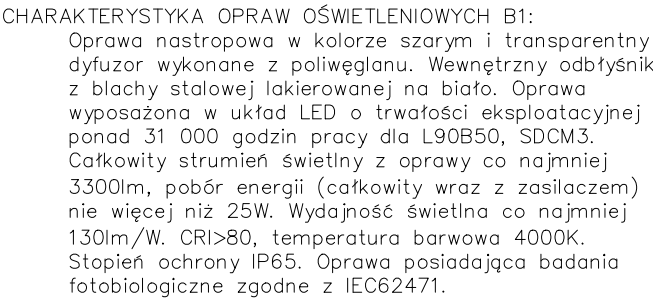 CHARAKTERYSTYKA OPRAW OŚWIETLENIOWYCH B1:
Oprawa nastropowa w kolorze szarym i transparentny
dyfuzor wykonane z poliwęglanu. Wewnętrzny odbłyśnik
z blachy stalowej lakierowanej na biało. Oprawa
wyposażona w układ LED o trwałości eksploatacyjnej
ponad 31 000 godzin pracy dla L90B50, SDCM3.
Całkowity strumień świetlny z oprawy co najmniej
3300lm, pobór energii (całkowity wraz z zasilaczem)
nie więcej niż 25W. Wydajność świetlna co najmniej
130lm/W. CRI>80, temperatura barwowa 4000K.
Stopień ochrony IP65. Oprawa posiadająca badania
fotobiologiczne zgodne z IEC62471.